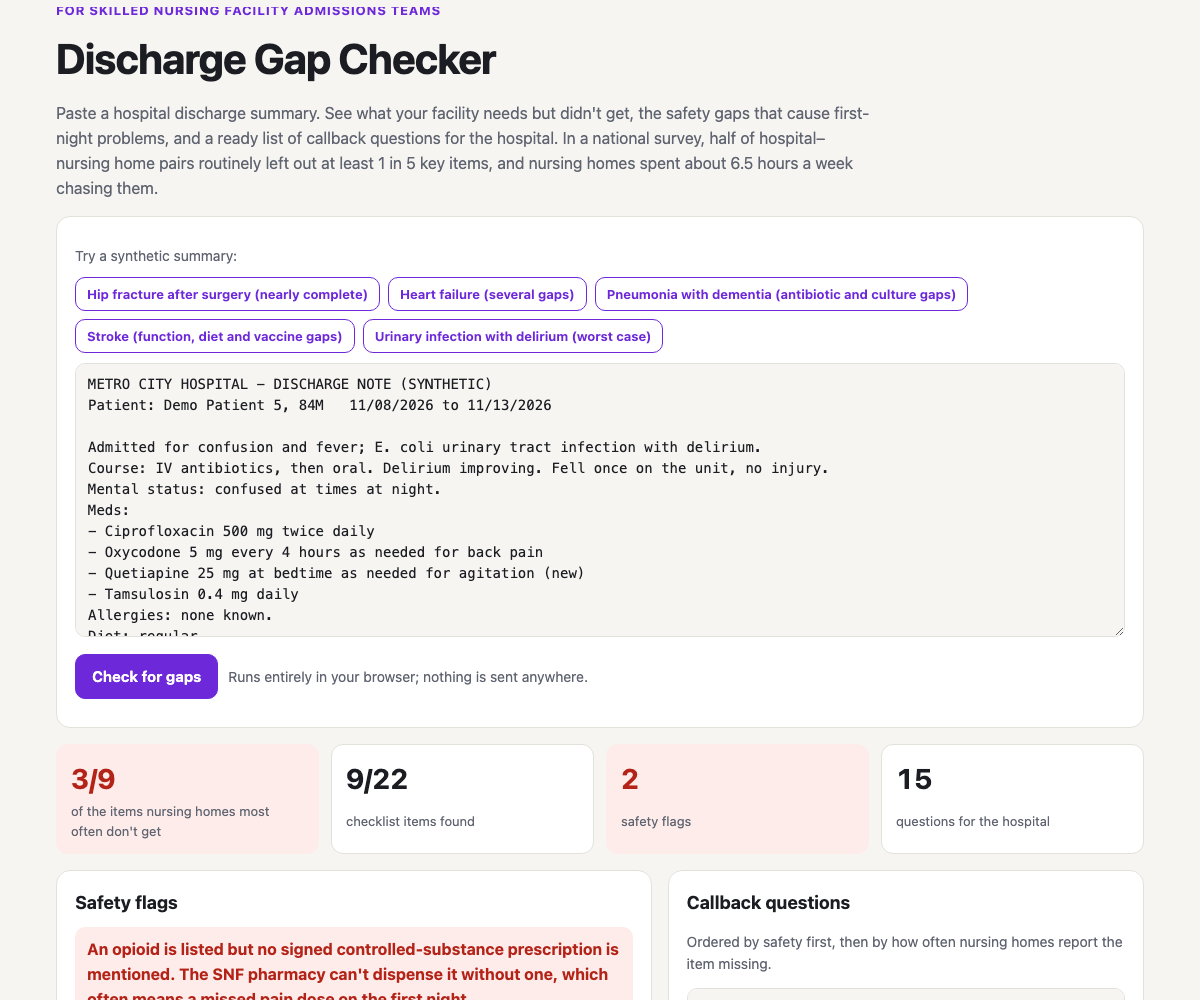 FOR SKILLED NURSING FACILITY ADMISSIONS TEAMS
Discharge Gap Checker
Paste a hospital discharge summary. See what your facility needs but didn't get, the safety gaps that cause first-
night problems, and a ready list of callback questions for the hospital. In a national survey, half of hospital–
nursing home pairs routinely left out at least 1 in 5 key items, and nursing homes spent about 6.5 hours a week
chasing them.
Try a synthetic summary:
Hip fracture after surgery (nearly complete)
Heart failure (several gaps)
Pneumonia with dementia (antibiotic and culture gaps)
Stroke (function, diet and vaccine gaps)
Urinary infection with delirium (worst case)
METRO CITY HOSPITAL — DISCHARGE NOTE (SYNTHETIC)
Patient: Demo Patient 5, 84M   11/08/2026 to 11/13/2026
Admitted for confusion and fever; E. coli urinary tract infection with delirium.
Course: IV antibiotics, then oral. Delirium improving. Fell once on the unit, no injury.
Mental status: confused at times at night.
Meds:
– Ciprofloxacin 500 mg twice daily
– Oxycodone 5 mg every 4 hours as needed for back pain
– Quetiapine 25 mg at bedtime as needed for agitation (new)
– Tamsulosin 0.4 mg daily
Allergies: none known.
Diet: regular.
Check for gaps
Runs entirely in your browser; nothing is sent anywhere.
3/9
of the items nursing homes most
often don't get
9/22
checklist items found
2
safety flags
15
questions for the hospital
Safety flags
An opioid is listed but no signed controlled-substance prescription is
mentioned. The SNF pharmacy can't dispense it without one, which
often means a missed pain dose on the first night.
Callback questions
Ordered by safety first, then by how often nursing homes report the
item missing.